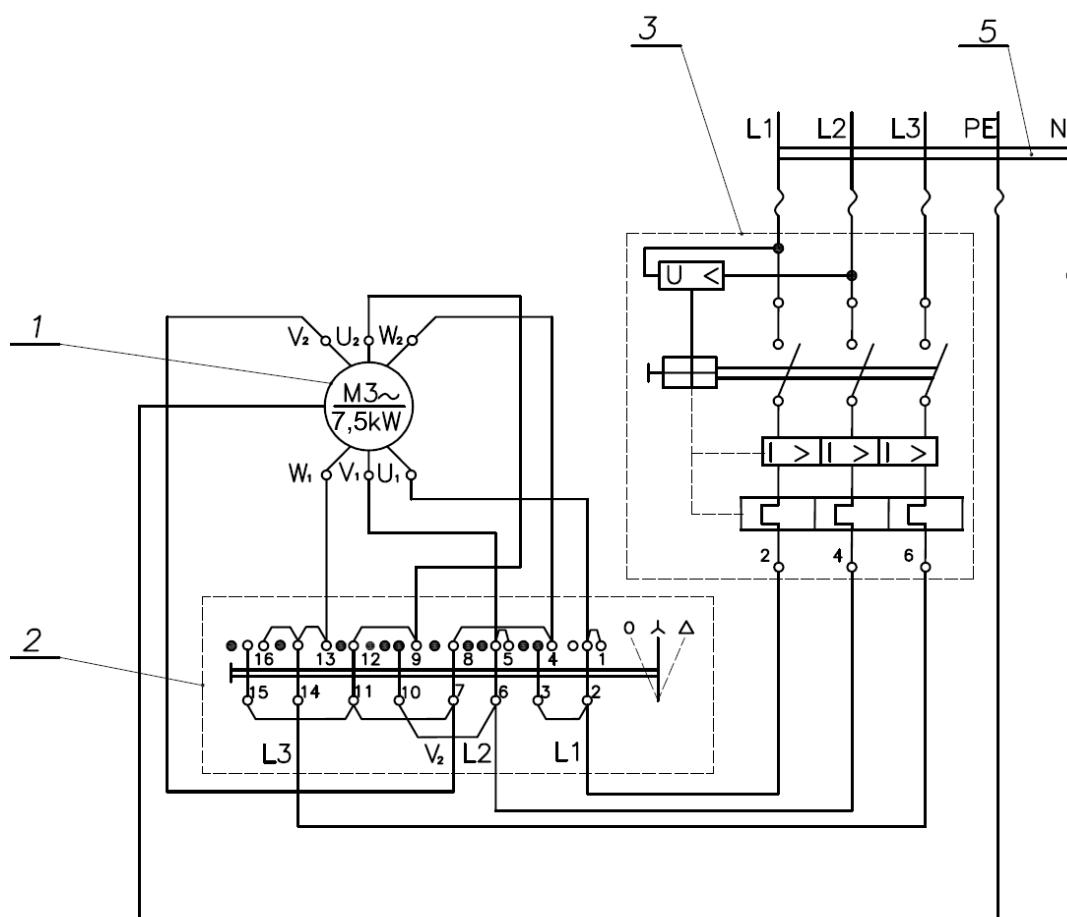 3 5
L1 L2 L3 PE N
U <
1
V₂ U₂ W₂
M3~
7,5kW
W₁ V₁ U₁
I > I > I >
2 4 6
2
O ⅄ Δ
16 13 12 9 8 5 4 1
15 14 11 10 7 6 3 2
L3 V₂ L2 L1